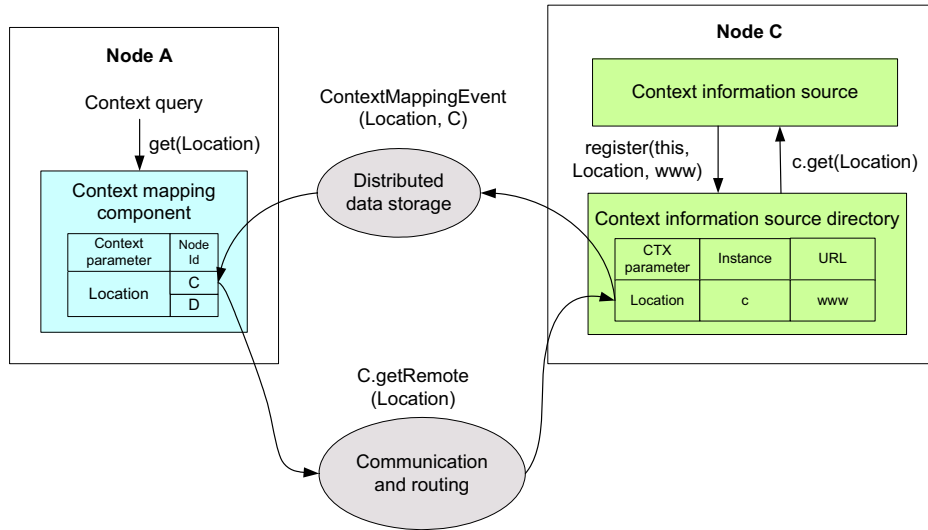 Node A
Context query
get(Location)
Context mapping
component
Context
parameter
Node
Id
Location
C
D
ContextMappingEvent
(Location, C)
Distributed
data storage
C.getRemote
(Location)
Communication
and routing
Node C
Context information source
register(this,
Location, www)
c.get(Location)
Context information source directory
CTX
parameter
Instance
URL
Location
c
www